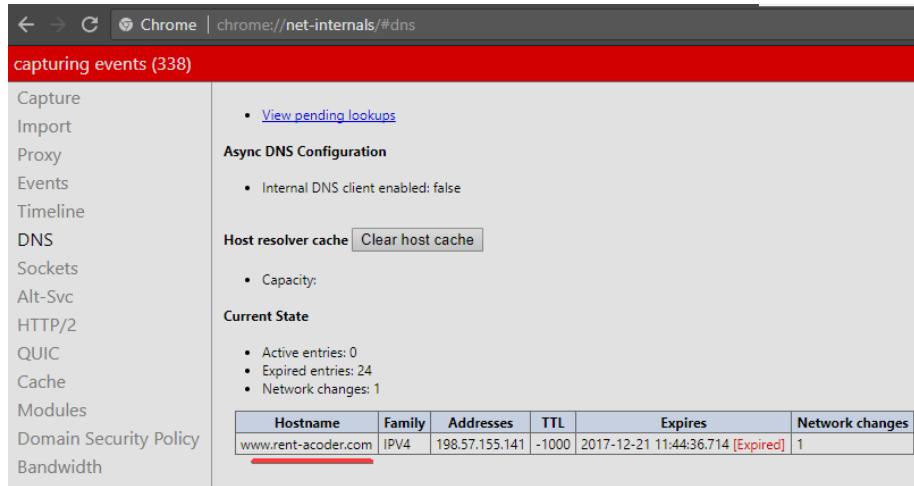 Chrome | chrome://net-internals/#dns
capturing events (338)
Capture
Import
Proxy
Events
Timeline
DNS
Sockets
Alt-Svc
HTTP/2
QUIC
Cache
Modules
Domain Security Policy
Bandwidth
View pending lookups
Async DNS Configuration
Internal DNS client enabled: false
Host resolver cache Clear host cache
Capacity:
Current State
Active entries: 0
Expired entries: 24
Network changes: 1
Hostname Family Addresses TTL Expires Network changes
www.rent-acoder.com IPV4 198.57.155.141 -1000 2017-12-21 11:44:36.714 [Expired] 1